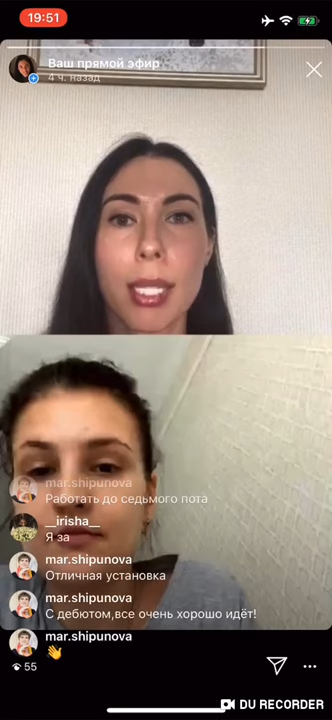 19:51
Ваш прямой эфир
4 ч. назад
mar.shipunova
Работать до седьмого пота
__irisha__
Я за
mar.shipunova
Отличная установка
mar.shipunova
С дебютом,все очень хорошо идёт!
mar.shipunova
👋
55
DU RECORDER